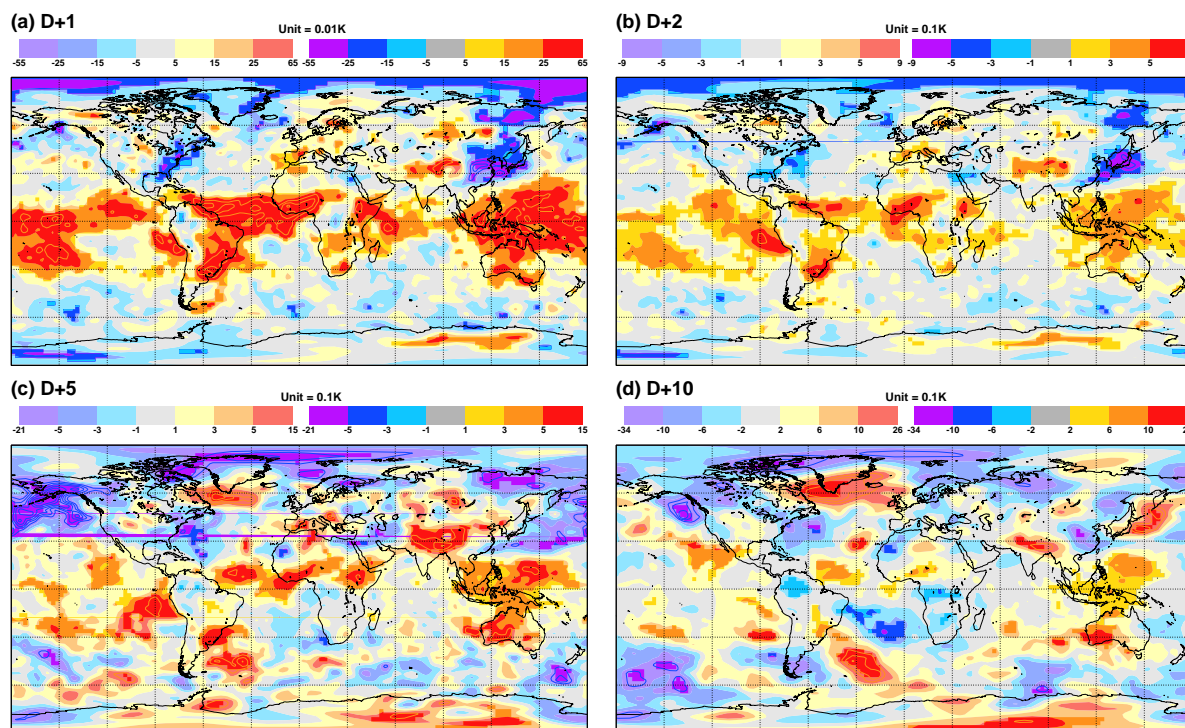 (a) D+1
Unit = 0.01K
-55 -25 -15 -5 5 15 25 65 -55 -25 -15 -5 5 15 25 65
(b) D+2
Unit = 0.1K
-9 -5 -3 -1 1 3 5 9 -9 -5 -3 -1 1 3 5
(c) D+5
Unit = 0.1K
-21 -5 -3 -1 1 3 5 15 -21 -5 -3 -1 1 3 5 15
(d) D+10
Unit = 0.1K
-34 -10 -6 -2 2 6 10 26 -34 -10 -6 -2 2 6 10 2